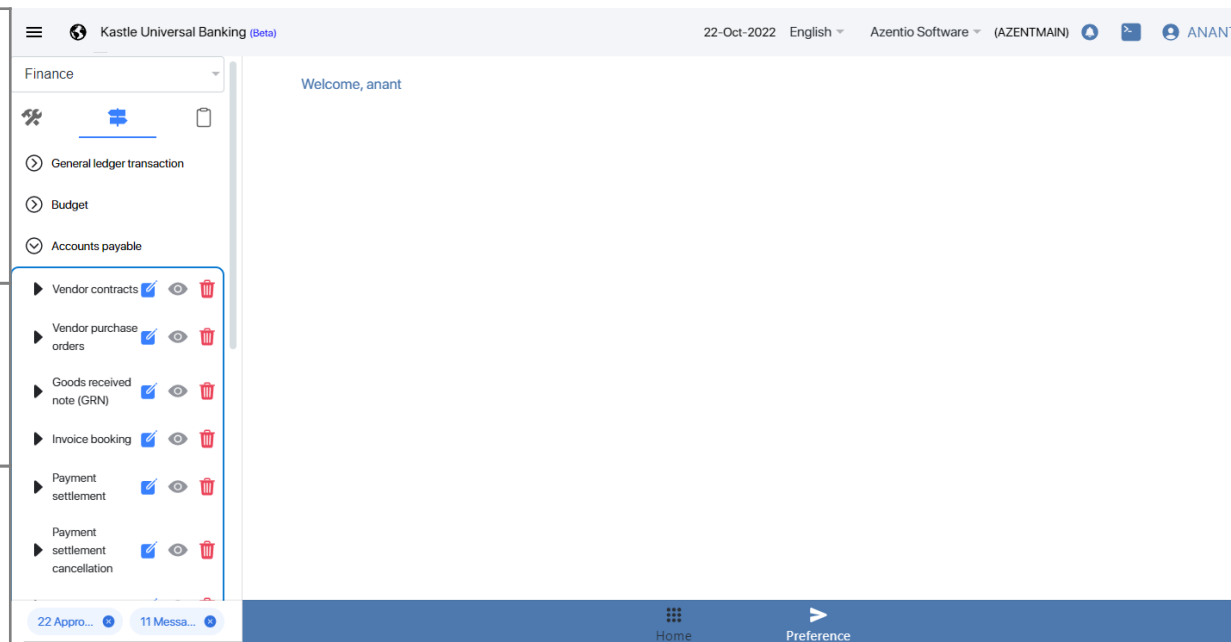 Kastle Universal Banking (Beta)
22-Oct-2022 English Azentio Software (AZENTMAIN) ANANT
Finance
Welcome, anant
General ledger transaction
Budget
Accounts payable
Vendor contracts
Vendor purchase
orders
Goods received
note (GRN)
Invoice booking
Payment
settlement
Payment
settlement
cancellation
22 Appro...
11 Messa...
Home
Preference